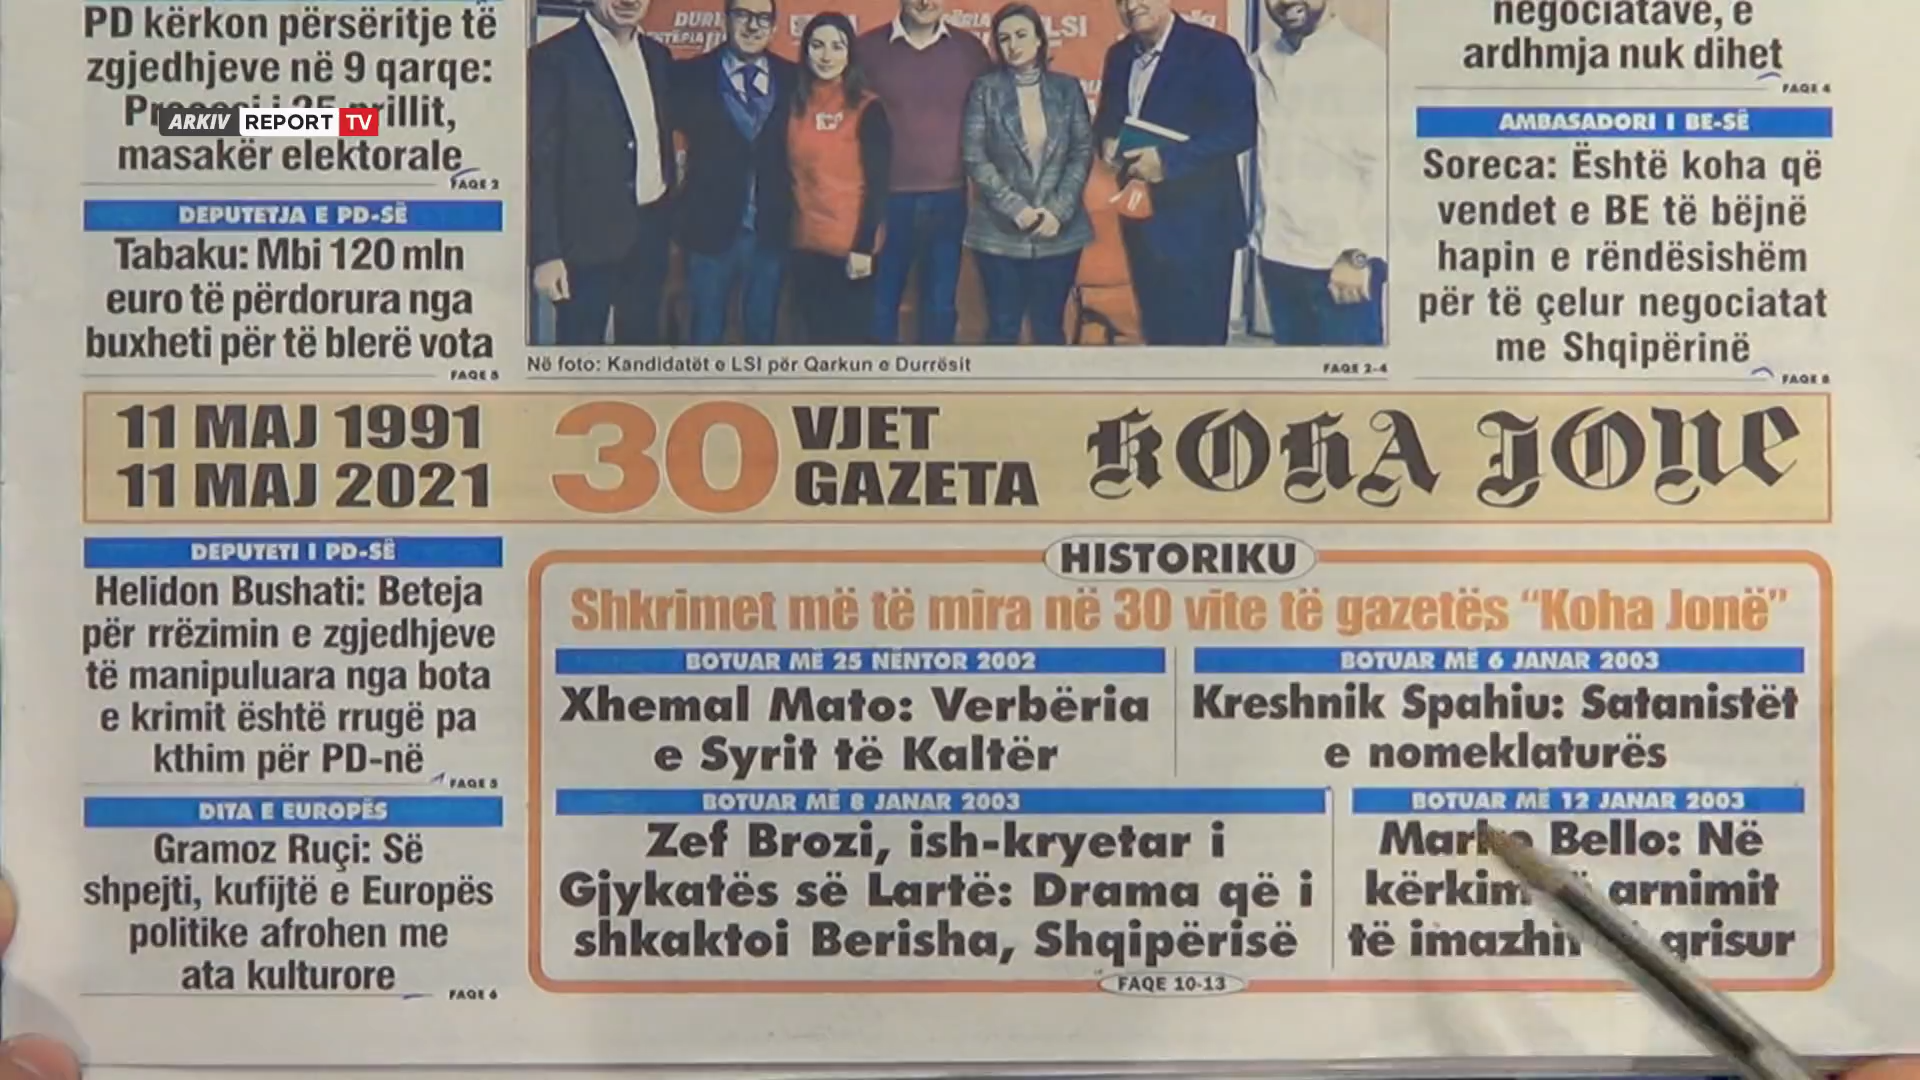 PD kërkon përsëritje të
zgjedhjeve në 9 qarqe:
prillit,
masakër elektorale
FAQE 2
ARKIV REPORT TV
DEPUTETJA E PD-SË
Tabaku: Mbi 120 mln
euro të përdorura nga
buxheti për të blerë vota
FAQE 5
LSI
Në foto: Kandidatët e LSI për Qarkun e Durrësit
FAQE 2-4
negociatave, e
ardhmja nuk dihet
FAQE 4
AMBASADORI I BE-SË
Soreca: Është koha që
vendet e BE të bëjnë
hapin e rëndësishëm
për të çelur negociatat
me Shqipërinë
FAQE 8
11 MAJ 1991
11 MAJ 2021
30 VJET
GAZETA
KOHA JONE
DEPUTETI I PD-SË
Helidon Bushati: Beteja
për rrëzimin e zgjedhjeve
të manipuluara nga bota
e krimit është rrugë pa
kthim për PD-në
FAQE 5
DITA E EUROPËS
Gramoz Ruçi: Së
shpejti, kufijtë e Europës
politike afrohen me
ata kulturore
FAQE 6
HISTORIKU
Shkrimet më të mira në 30 vite të gazetës "Koha Jonë"
BOTUAR MË 25 NËNTOR 2002
Xhemal Mato: Verbëria
e Syrit të Kaltër
BOTUAR MË 6 JANAR 2003
Kreshnik Spahiu: Satanistët
e nomeklaturës
BOTUAR MË 8 JANAR 2003
Zef Brozi, ish-kryetar i
Gjykatës së Lartë: Drama që i
shkaktoi Berisha, Shqipërisë
BOTUAR MË 12 JANAR 2003
Bello: Në
arnimit
të grisur
FAQE 10-13